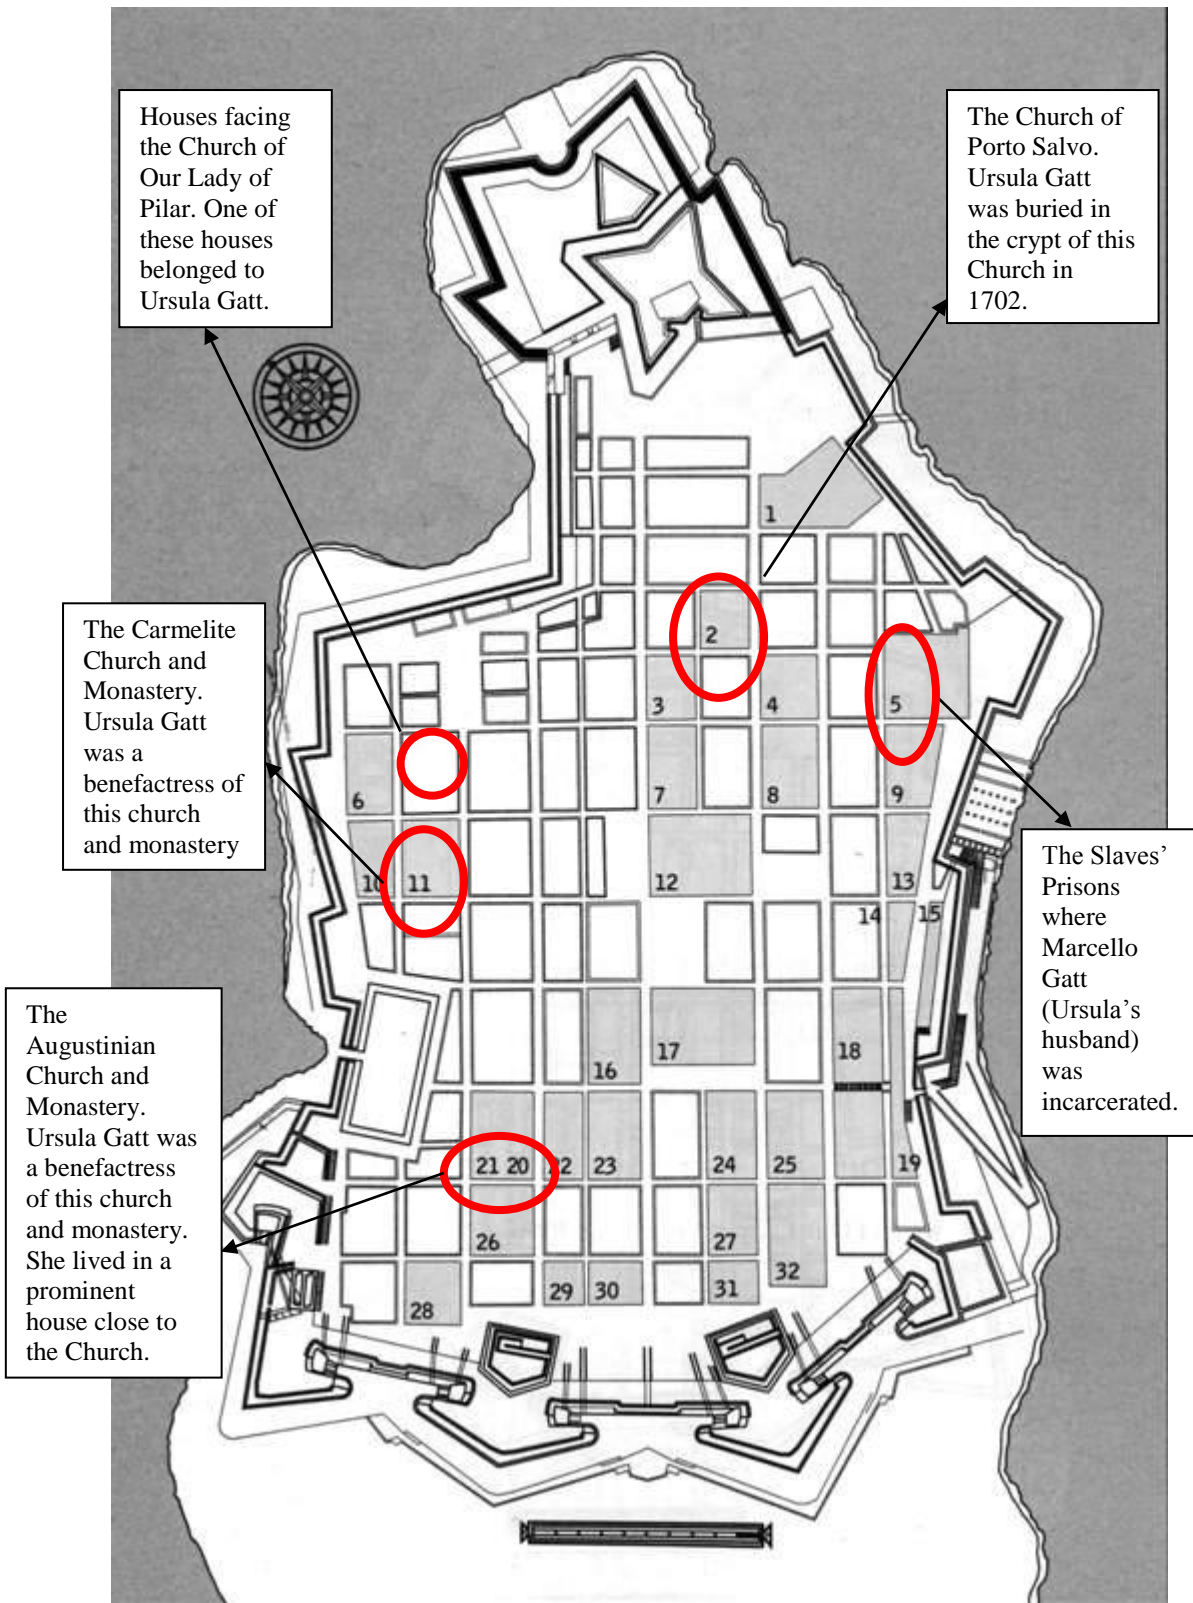 Houses facing
the Church of
Our Lady of
Pilar. One of
these houses
belonged to
Ursula Gatt.
The Church of
Porto Salvo.
Ursula Gatt
was buried in
the crypt of this
Church in
1702.
The Carmelite
Church and
Monastery.
Ursula Gatt
was a
benefactress of
this church
and monastery
The Slaves’
Prisons
where
Marcello
Gatt
(Ursula’s
husband)
was
incarcerated.
The
Augustinian
Church and
Monastery.
Ursula Gatt was
a benefactress
of this church
and monastery.
She lived in a
prominent
house close to
the Church.
1
2
3
4
5
6
7
8
9
10
11
12
13
14
15
16
17
18
19
21 20
22
23
24
25
26
27
28
29
30
31
32